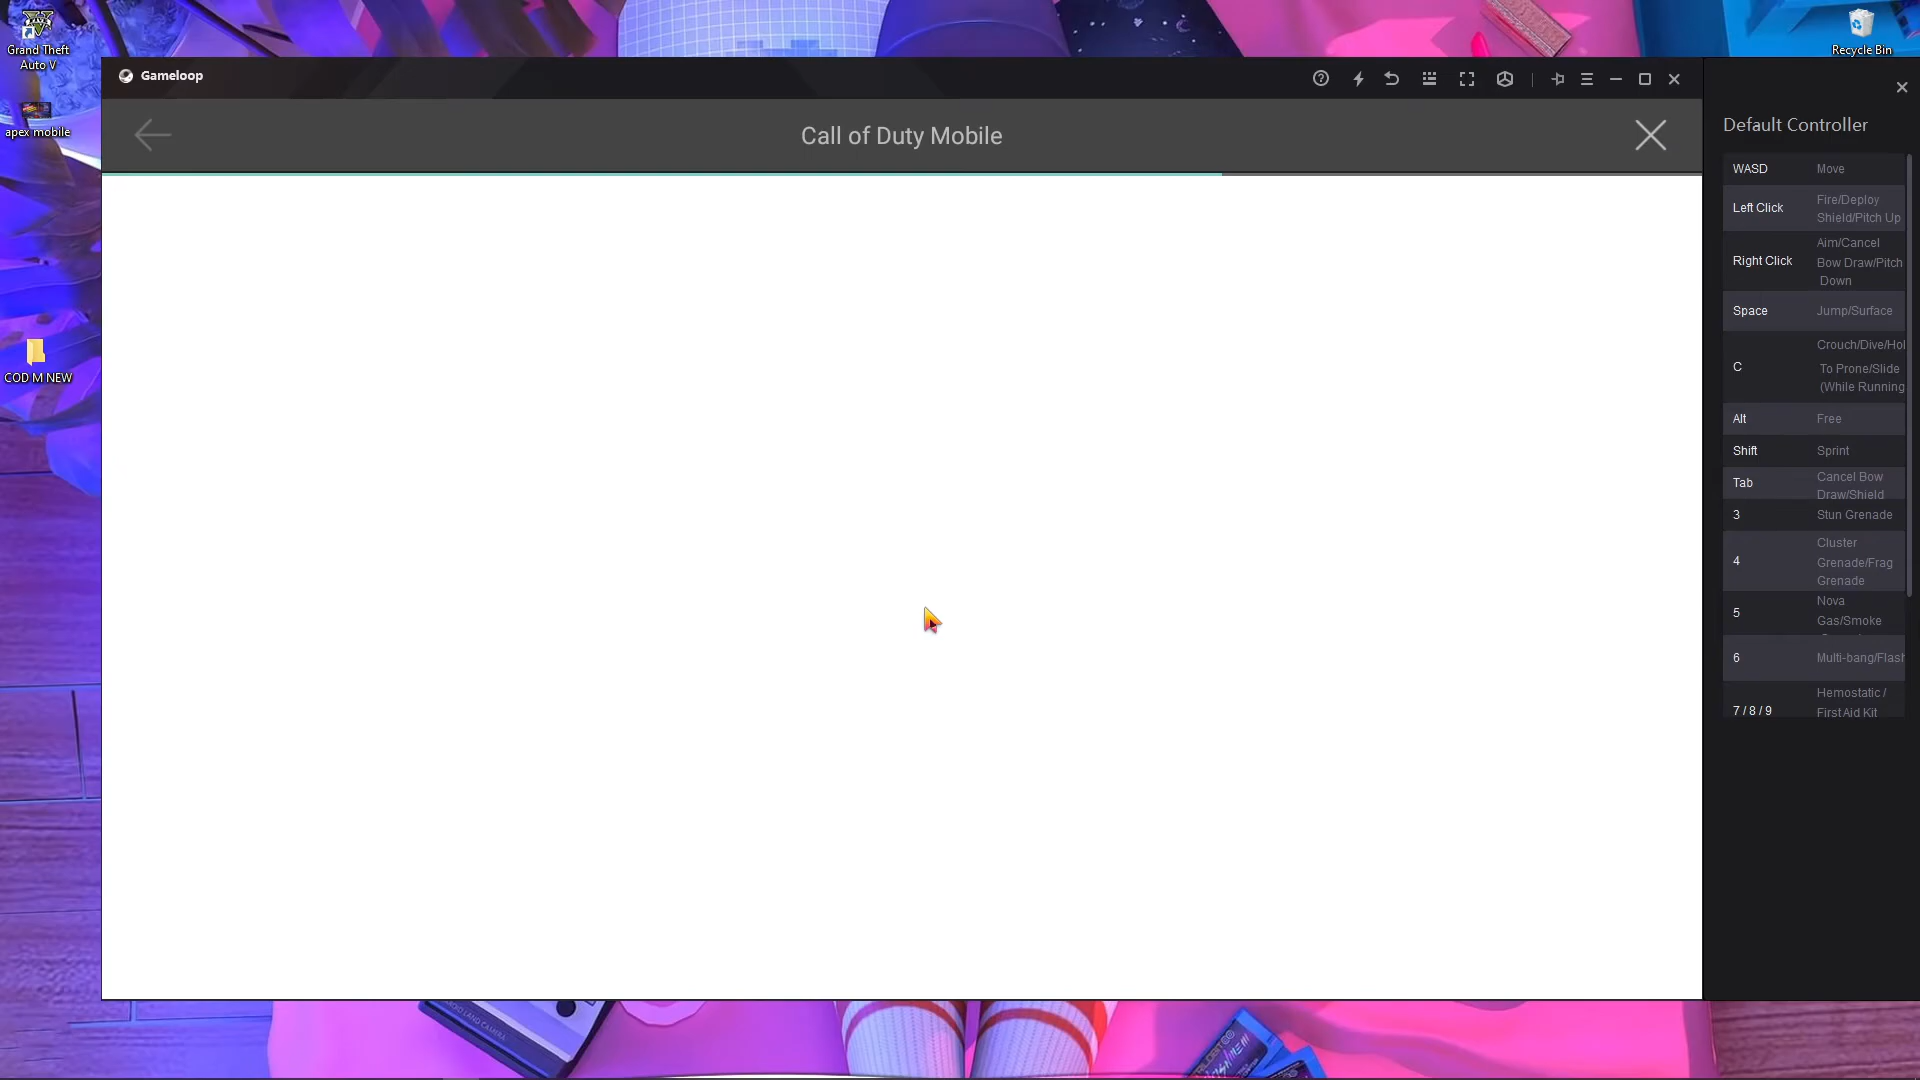 Grand Theft
Auto V
apex mobile
COD M NEW
Recycle Bin
Gameloop
Call of Duty Mobile
Default Controller
WASD Move
Left Click Fire/Deploy
Shield/Pitch Up
Right Click Aim/Cancel
Bow Draw/Pitch
Down
Space Jump/Surface
C Crouch/Dive/Hol
To Prone/Slide
(While Running
Alt Free
Shift Sprint
Tab Cancel Bow
Draw/Shield
3 Stun Grenade
4 Cluster
Grenade/Frag
Grenade
5 Nova
Gas/Smoke
6 Multi-bang/Flash
7 / 8 / 9 Hemostatic /
First Aid Kit
LAND CAMERA